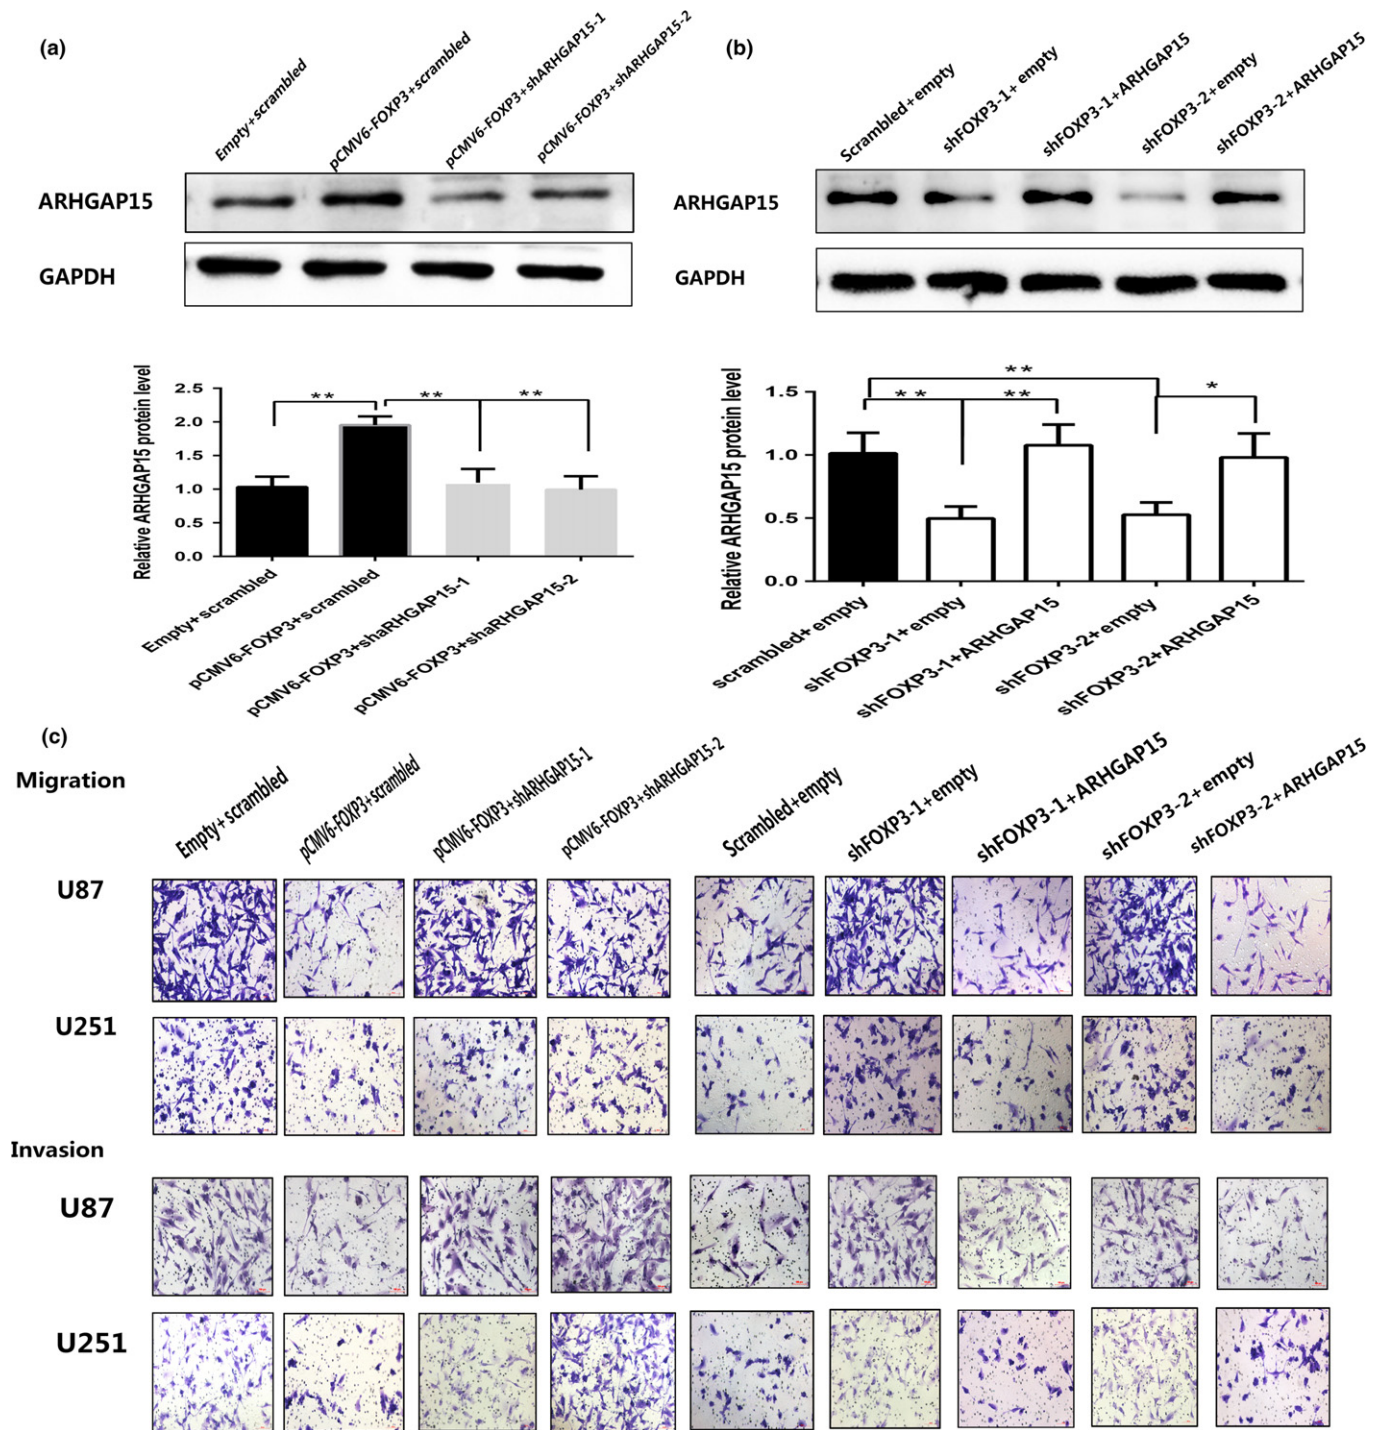 (a)
Empty+scrambled
pCMV6-FOXP3+scrambled
pCMV6-FOXP3+shARHGAP15-1
pCMV6-FOXP3+shARHGAP15-2
ARHGAP15
GAPDH
Relative ARHGAP15 protein level
2.5
2.0
1.5
1.0
0.5
0.0
**
**
**
Empty+scrambled
pCMV6-FOXP3+scrambled
pCMV6-FOXP3+shaRHGAP15-1
pCMV6-FOXP3+shaRHGAP15-2
(b)
Scrambled+empty
shFOXP3-1+empty
shFOXP3-1+ARHGAP15
shFOXP3-2+empty
shFOXP3-2+ARHGAP15
ARHGAP15
GAPDH
Relative ARHGAP15 protein level
1.5
1.0
0.5
0.0
**
**
**
*
scrambled+empty
shFOXP3-1+empty
shFOXP3-1+ARHGAP15
shFOXP3-2+empty
shFOXP3-2+ARHGAP15
(c)
Migration
Empty+scrambled
pCMV6-FOXP3+scrambled
pCMV6-FOXP3+shARHGAP15-1
pCMV6-FOXP3+shARHGAP15-2
Scrambled+empty
shFOXP3-1+empty
shFOXP3-1+ARHGAP15
shFOXP3-2+empty
shFOXP3-2+ARHGAP15
U87
U251
Invasion
U87
U251